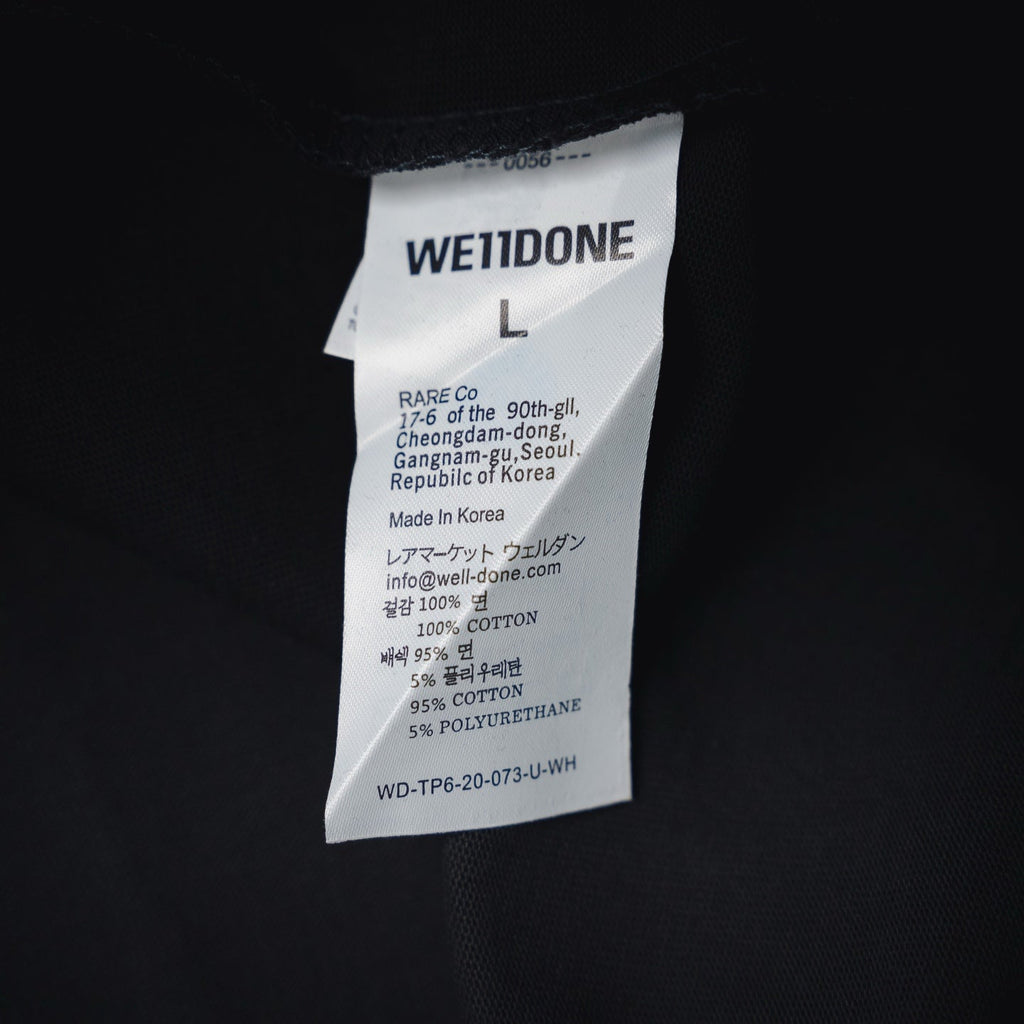 ---0056---
WE11DONE
L
RARE Co
17-6 of the 90th-gll,
Cheongdam-dong,
Gangnam-gu,Seoul.
Repubilc of Korea
Made In Korea
レアマーケット ウェルダン
info@well-done.com
겉감 100% 면
100% COTTON
배색 95% 면
5% 폴리우레탄
95% COTTON
5% POLYURETHANE
WD-TP6-20-073-U-WH